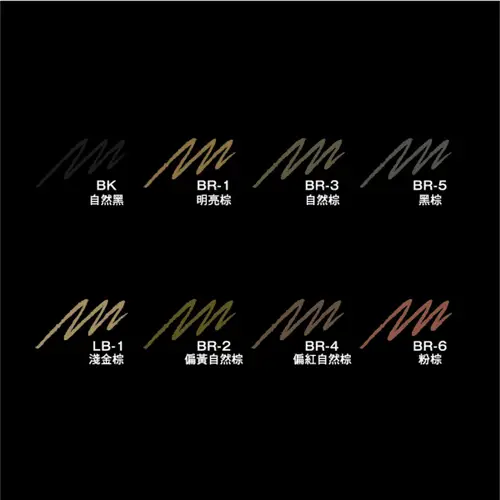 BK
自然黑
BR-1
明亮棕
BR-3
自然棕
BR-5
黑棕
LB-1
淺金棕
BR-2
偏黃自然棕
BR-4
偏紅自然棕
BR-6
粉棕